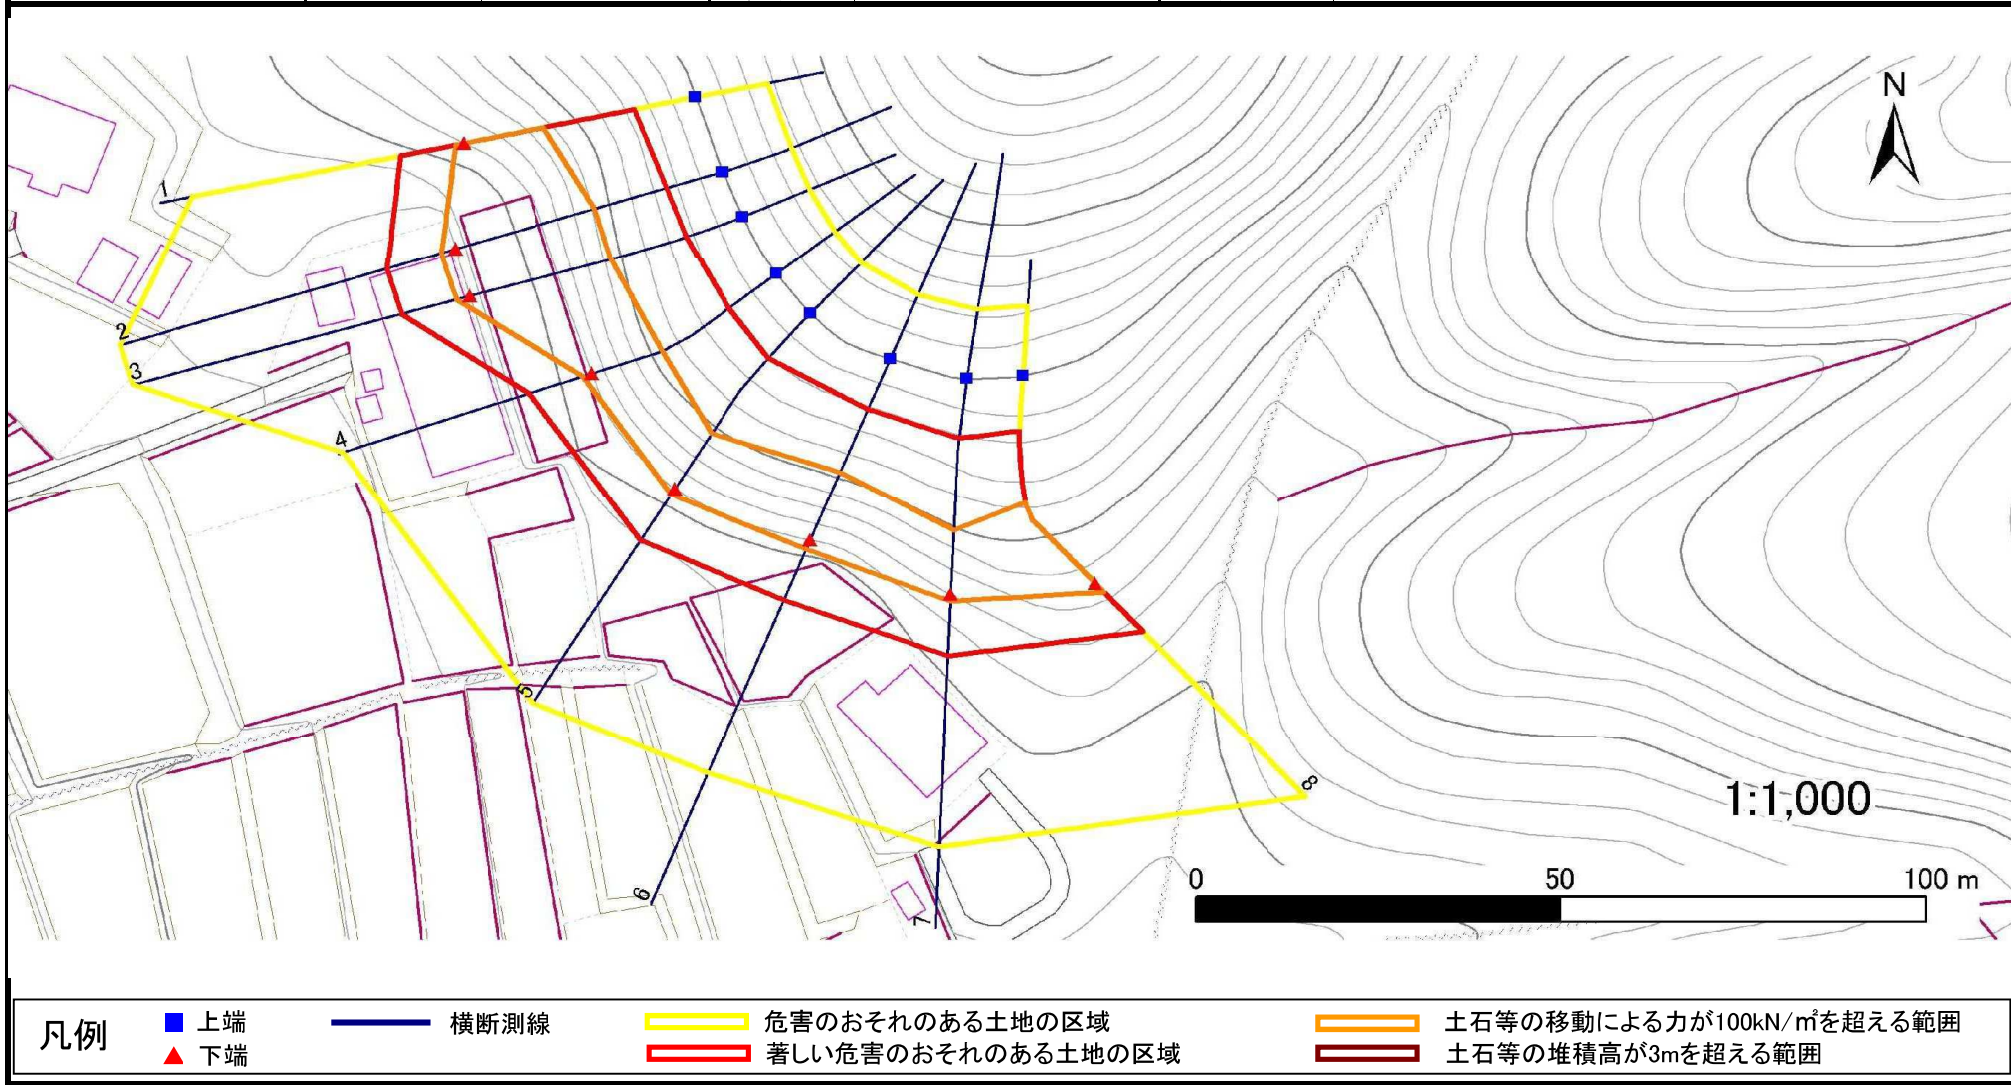 N
1
2
3
4
5
6
7
8
1:1,000
0 50 100 m
凡例
上端 横断測線 危害のおそれのある土地の区域 土石等の移動による力が100kN/㎡を超える範囲
下端 著しい危害のおそれのある土地の区域 土石等の堆積高が3mを超える範囲